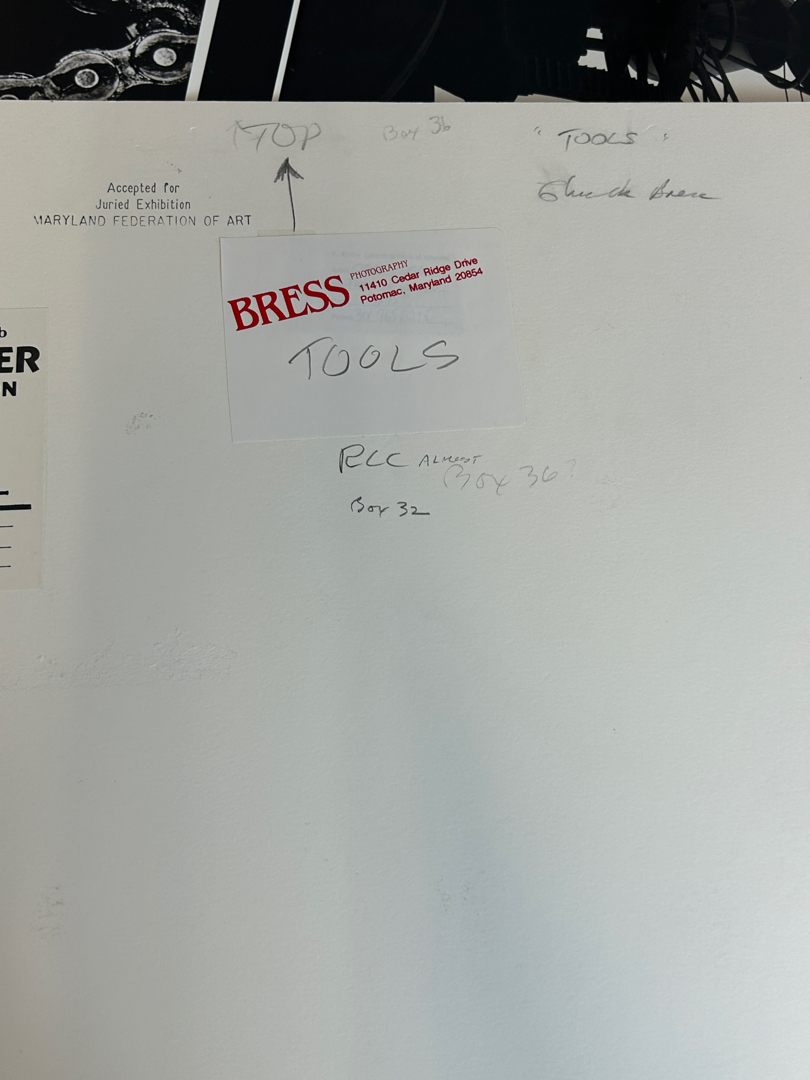 ↑TOP
Box 36
"TOOLS"
Chuck Bress
Accepted for
Juried Exhibition
MARYLAND FEDERATION OF ART
BRESS PHOTOGRAPHY
11410 Cedar Ridge Drive
Potomac, Maryland 20854
TOOLS
b
ER
N
RCC ALMOST
Box 36?
Box 32